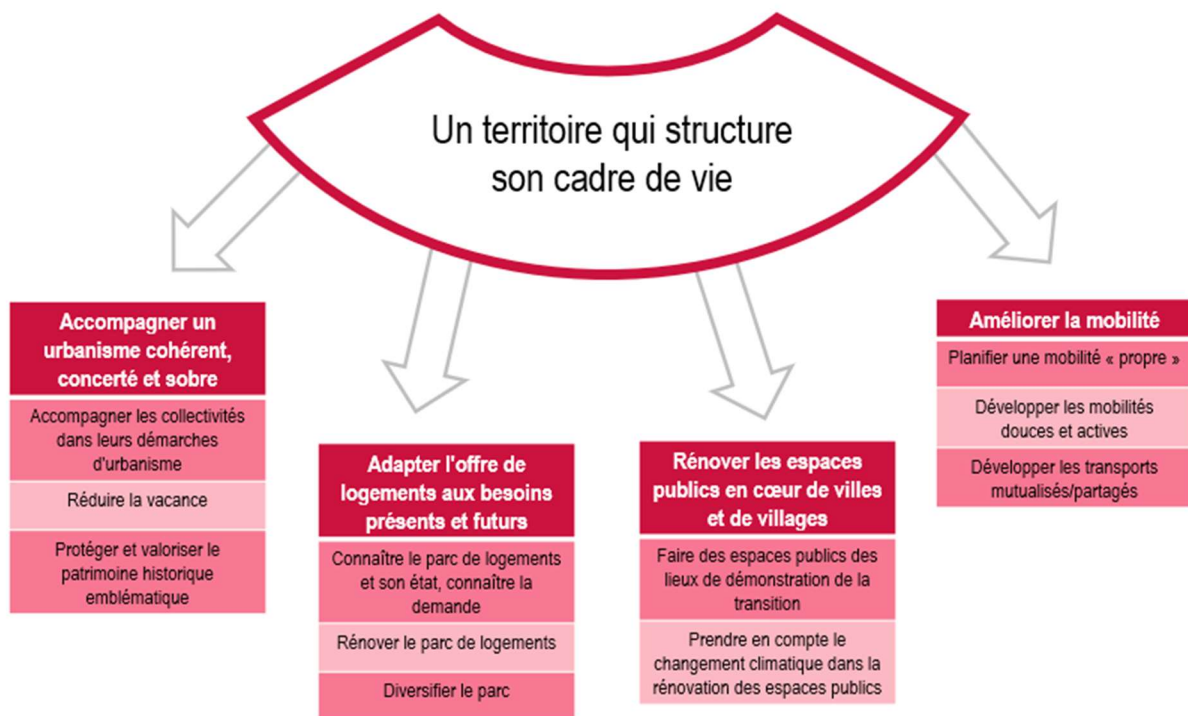 Un territoire qui structure
son cadre de vie
Accompagner un
urbanisme cohérent,
concerté et sobre
Accompagner les collectivités
dans leurs démarches
d'urbanisme
Réduire la vacance
Protéger et valoriser le
patrimoine historique
emblématique
Adapter l'offre de
logements aux besoins
présents et futurs
Connaître le parc de logements
et son état, connaître la
demande
Rénover le parc de logements
Diversifier le parc
Rénover les espaces
publics en cœur de villes
et de villages
Faire des espaces publics des
lieux de démonstration de la
transition
Prendre en compte le
changement climatique dans la
rénovation des espaces publics
Améliorer la mobilité
Planifier une mobilité « propre »
Développer les mobilités
douces et actives
Développer les transports
mutualisés/partagés